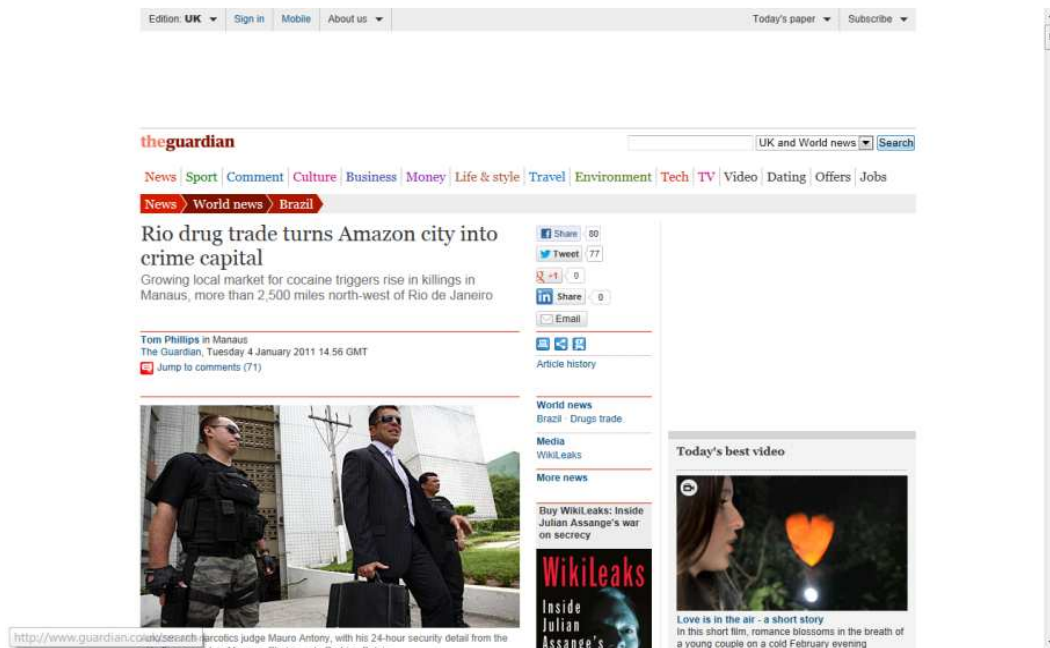 Edition: UK Sign in Mobile About us Today's paper Subscribe
theguardian UK and World news Search
News Sport Comment Culture Business Money Life & style Travel Environment Tech TV Video Dating Offers Jobs
News World news Brazil
Rio drug trade turns Amazon city into
crime capital
Growing local market for cocaine triggers rise in killings in
Manaus, more than 2,500 miles north-west of Rio de Janeiro
Tom Phillips in Manaus
The Guardian, Tuesday 4 January 2011 14.56 GMT
Jump to comments (71)
Share 80
Tweet 77
+1 0
in Share 0
Email
Article history
World news
Brazil · Drugs trade
Media
WikiLeaks
More news
Buy WikiLeaks: Inside
Julian Assange's war
on secrecy
WikiLeaks
Inside
Julian
Assange's
Today's best video
Love is in the air - a short story
In this short film, romance blossoms in the breath of
a young couple on a cold February evening
narcotics judge Mauro Antony, with his 24-hour security detail from the